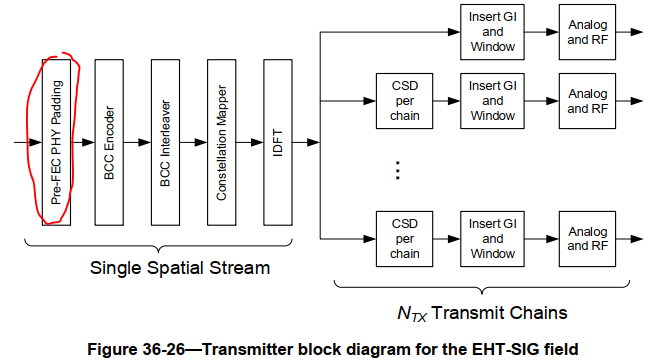 Pre-FEC PHY Padding
BCC Encoder
BCC Interleaver
Constellation Mapper
IDFT
Insert GI
and
Window
Analog
and RF
CSD
per
chain
Insert GI
and
Window
Analog
and RF
CSD
per
chain
Insert GI
and
Window
Analog
and RF
Single Spatial Stream
NTX Transmit Chains
Figure 36-26—Transmitter block diagram for the EHT-SIG field